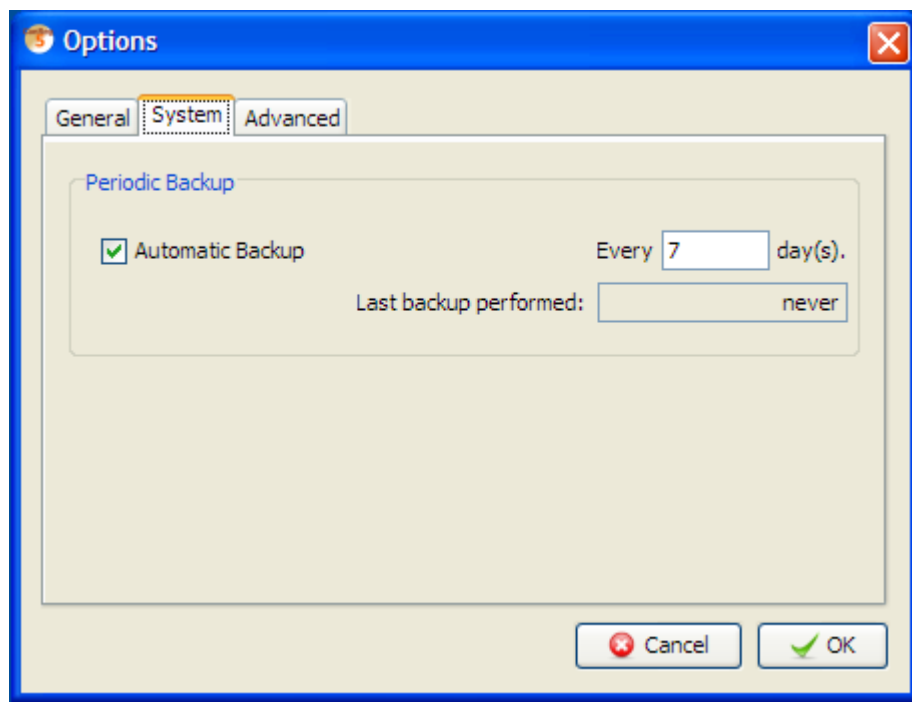 Options
General System Advanced
Periodic Backup
Automatic Backup Every 7 day(s).
Last backup performed: never
Cancel OK